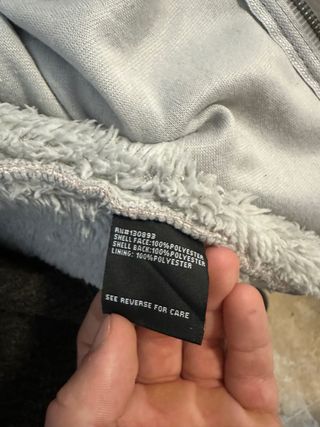 RN#130893
SHELL FACE:100%POLYESTER
SHELL BACK:100%POLYESTER
LINING: 100%POLYESTER
SEE REVERSE FOR CARE